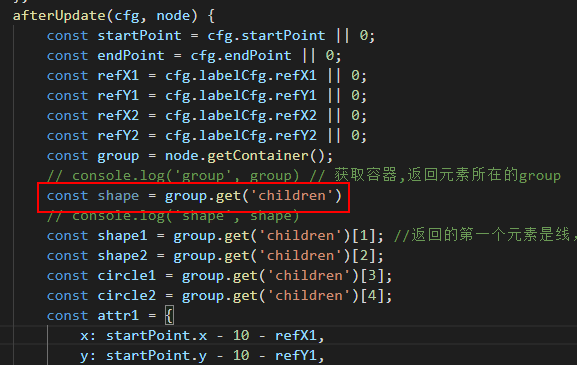 afterUpdate(cfg, node) {
const startPoint = cfg.startPoint || 0;
const endPoint = cfg.endPoint || 0;
const refX1 = cfg.labelCfg.refX1 || 0;
const refY1 = cfg.labelCfg.refY1 || 0;
const refX2 = cfg.labelCfg.refX2 || 0;
const refY2 = cfg.labelCfg.refY2 || 0;
const group = node.getContainer();
// console.log('group', group) // 获取容器,返回元素所在的group
const shape = group.get('children')
// console.log('shape', shape)
const shape1 = group.get('children')[1]; //返回的第一个元素是线,
const shape2 = group.get('children')[2];
const circle1 = group.get('children')[3];
const circle2 = group.get('children')[4];
const attr1 = {
x: startPoint.x - 10 - refX1,
y: startPoint.y - 10 - refY1,